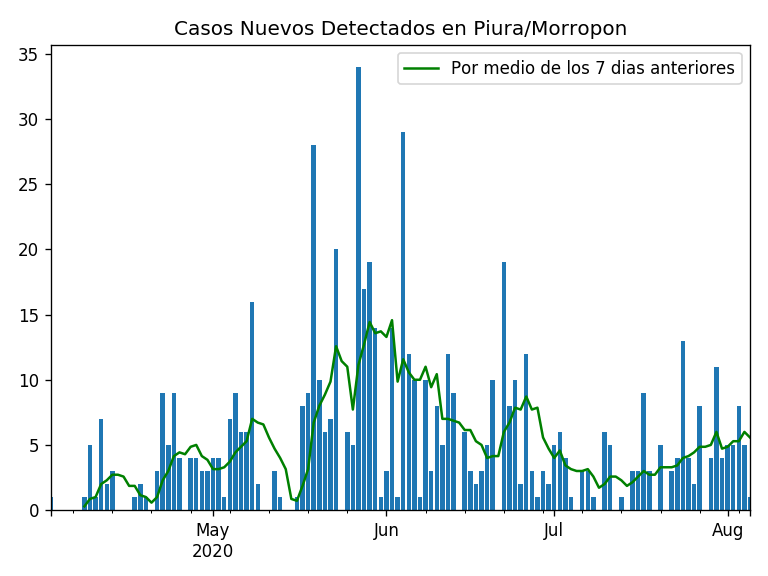 Casos Nuevos Detectados en Piura/Morropon
Por medio de los 7 dias anteriores
35
30
25
20
15
10
5
0
May
2020
Jun
Jul
Aug